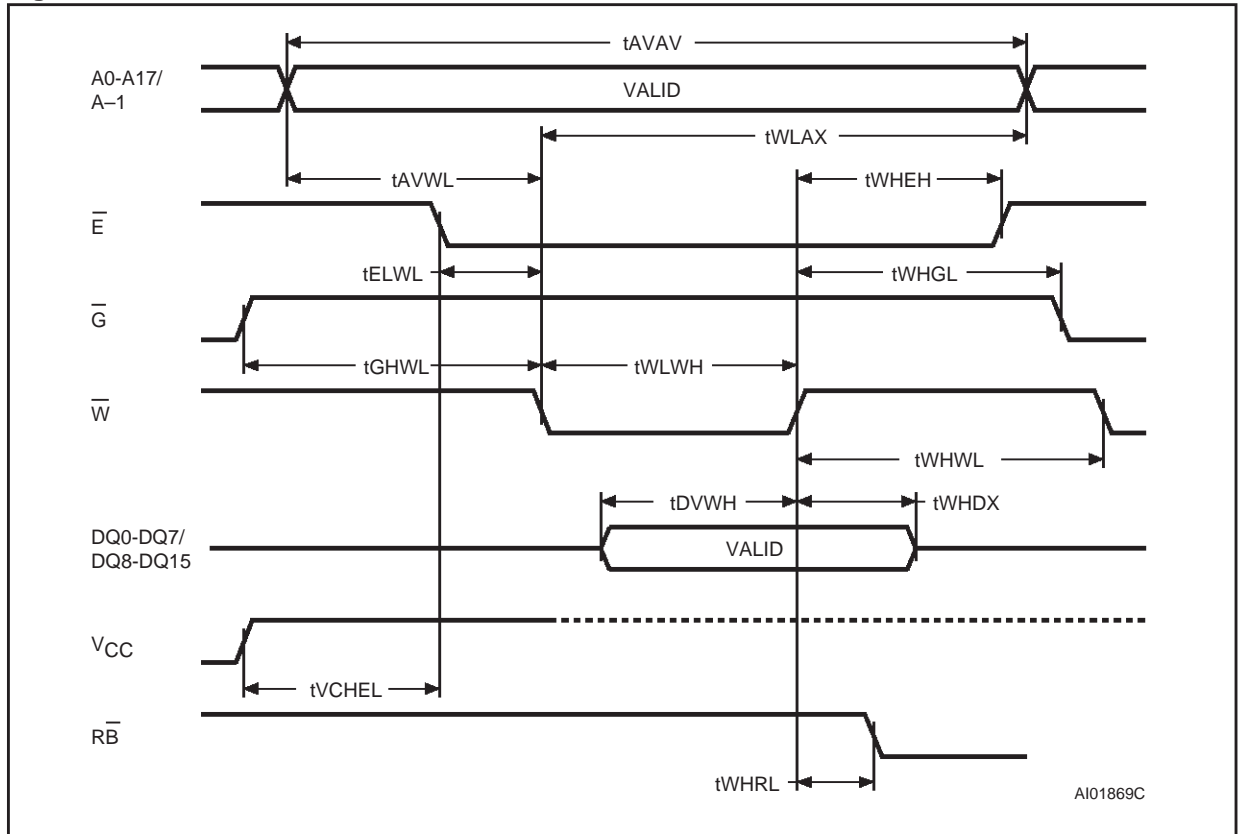 tAVAV
A0-A17/
A–1
VALID
tWLAX
tAVWL
tWHEH
E̅
tELWL
tWHGL
G̅
tGHWL
tWLWH
W̅
tWHWL
tDVWH
tWHDX
DQ0-DQ7/
DQ8-DQ15
VALID
VCC
tVCHEL
RB̅
tWHRL
AI01869C